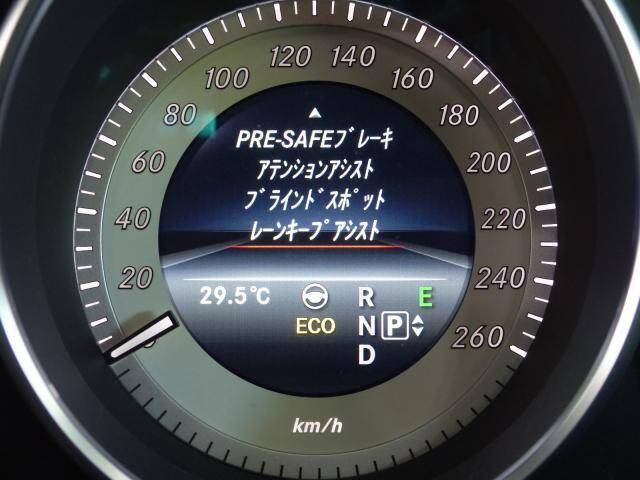 20
40
60
80
100
120
140
160
180
200
220
240
260
PRE-SAFEブレーキ
アテンションアシスト
ブラインドスポット
レーンキープアシスト
29.5℃
R
E
ECO
N
P
D
km/h